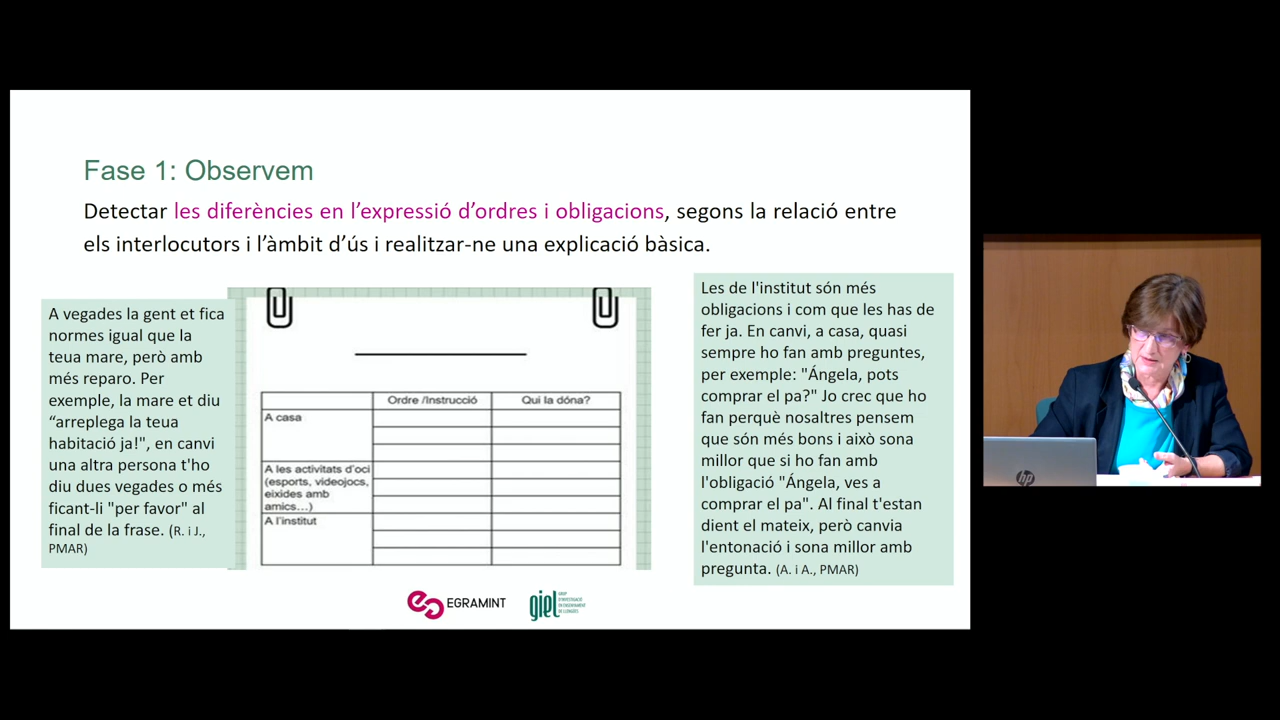 Fase 1: Observem
Detectar les diferències en l’expressió d’ordres i obligacions, segons la relació entre
els interlocutors i l’àmbit d’ús i realitzar-ne una explicació bàsica.
A vegades la gent et fica
normes igual que la
teua mare, però amb
més reparo. Per
exemple, la mare et diu
“arreplega la teua
habitació ja!", en canvi
una altra persona t'ho
diu dues vegades o més
ficant-li "per favor" al
final de la frase. (R. i J.,
PMAR)
Ordre /Instrucció
Qui la dóna?
A casa
A les activitats d’oci
(esports, videojocs,
eixides amb
amics...)
A l’institut
Les de l'institut són més
obligacions i com que les has de
fer ja. En canvi, a casa, quasi
sempre ho fan amb preguntes,
per exemple: "Ángela, pots
comprar el pa?" Jo crec que ho
fan perquè nosaltres pensem
que són més bons i això sona
millor que si ho fan amb
l'obligació "Ángela, ves a
comprar el pa". Al final t'estan
dient el mateix, però canvia
l'entonació i sona millor amb
pregunta. (A. i A., PMAR)
EGRAMINT
giel
hp